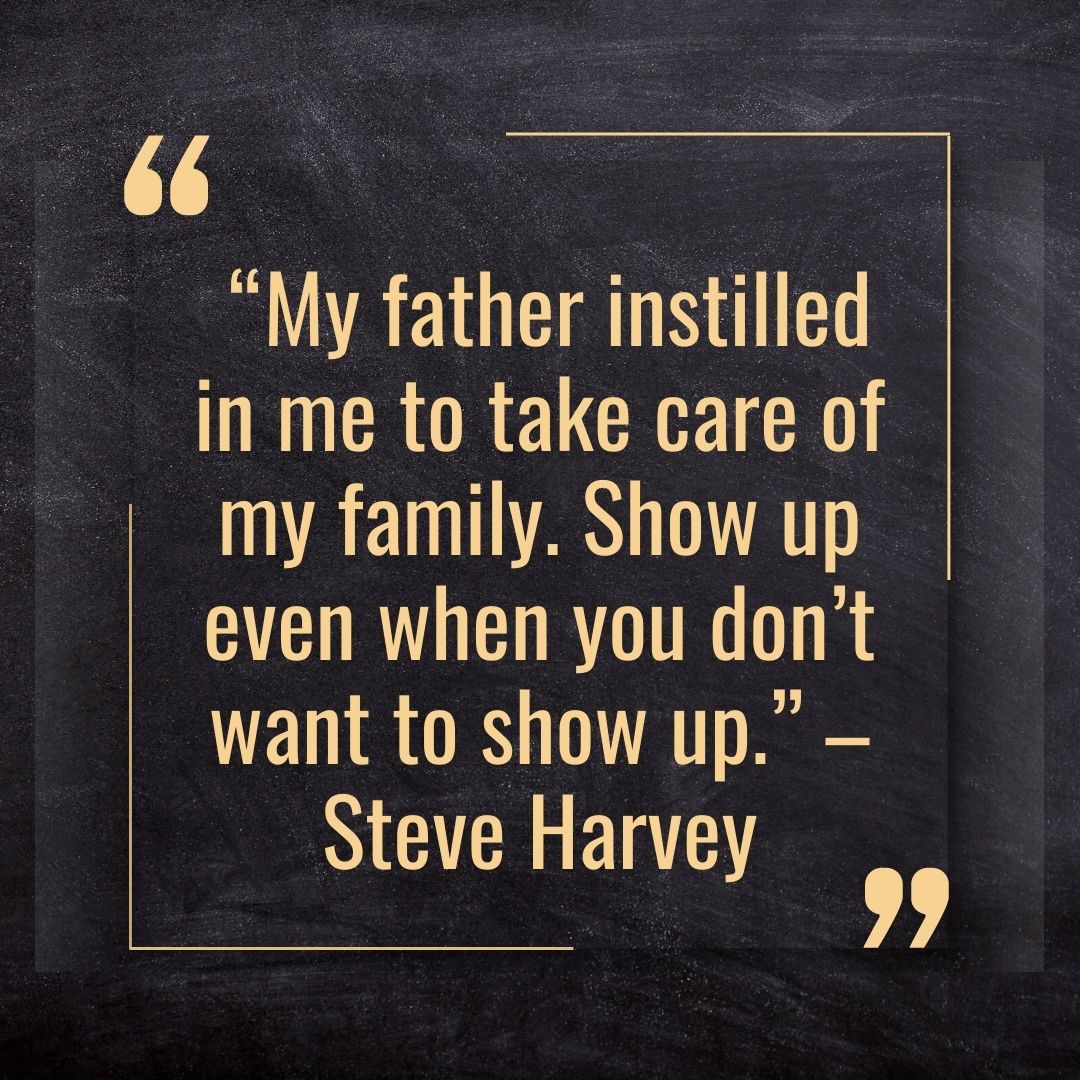 “
“My father instilled
in me to take care of
my family. Show up
even when you don’t
want to show up.” –
Steve Harvey
”